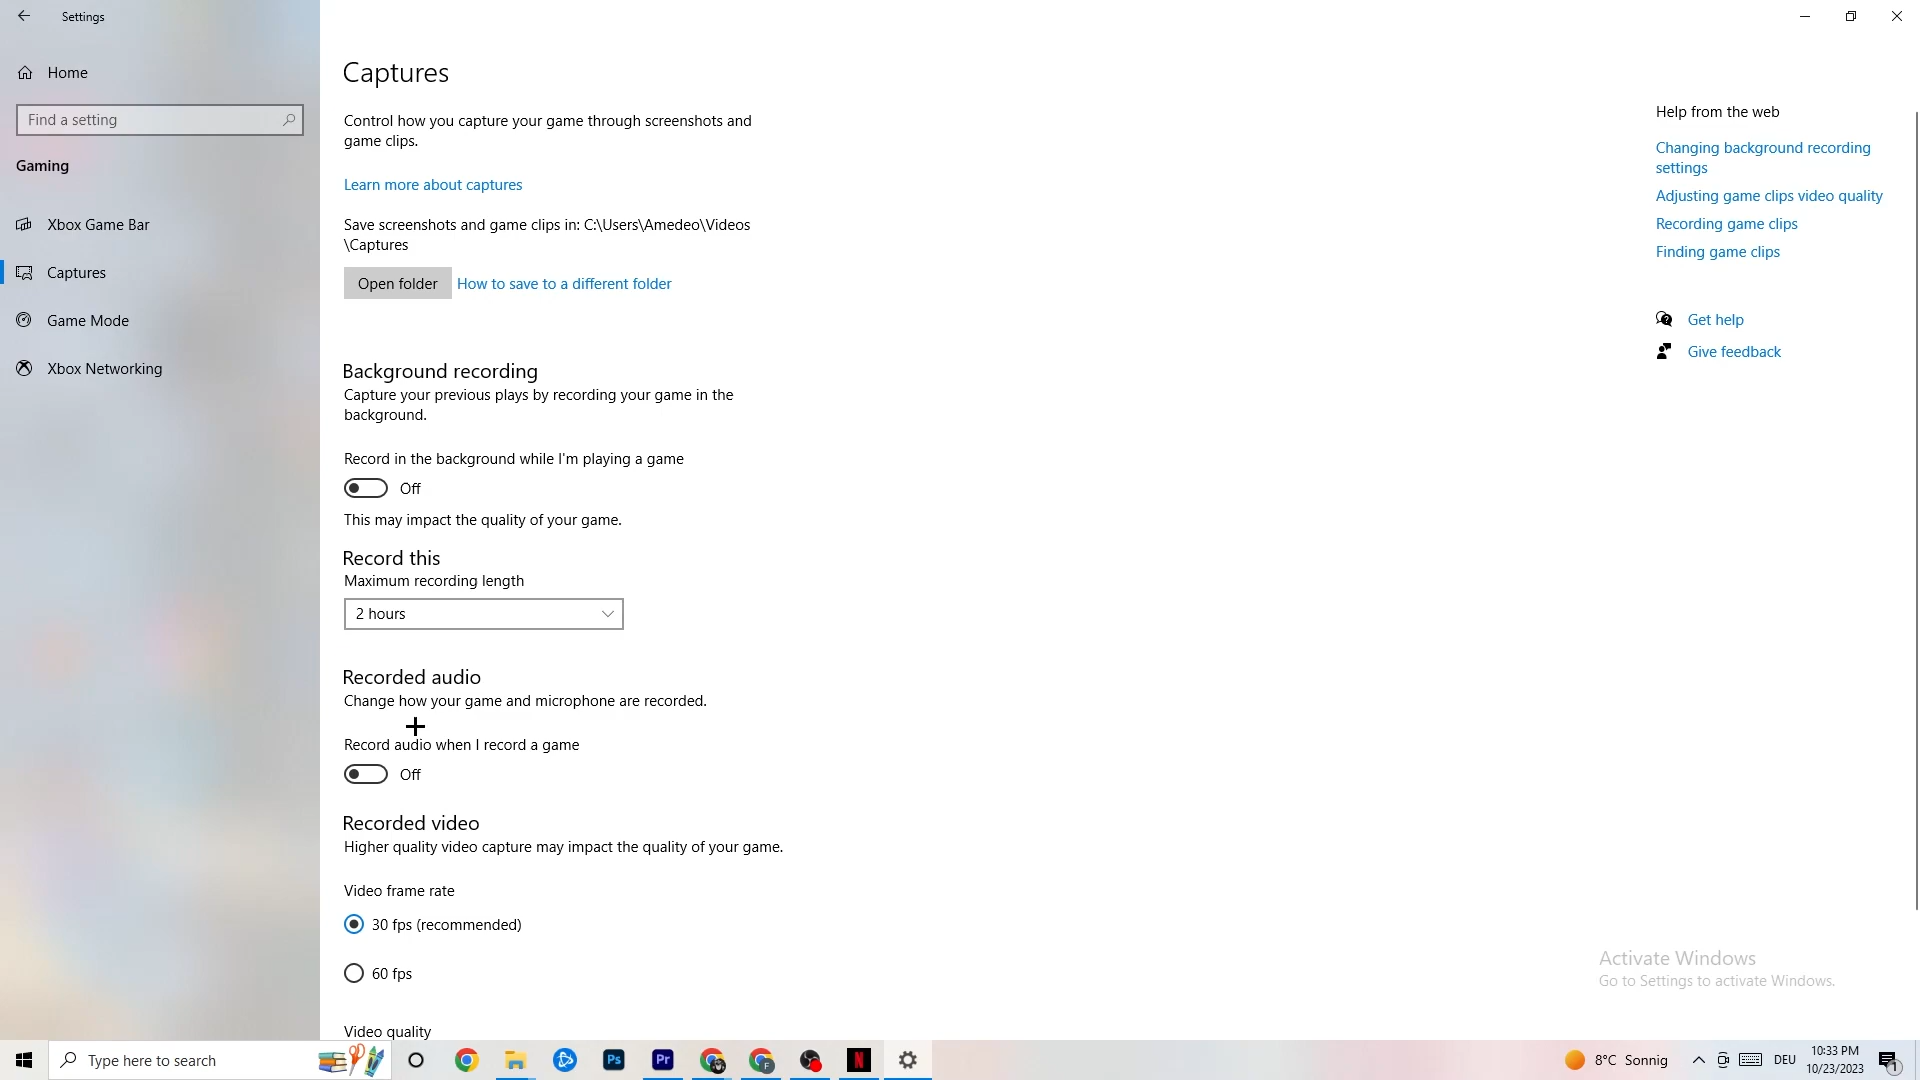 Settings
Home
Find a setting
Gaming
Xbox Game Bar
Captures
Game Mode
Xbox Networking
Captures
Control how you capture your game through screenshots and
game clips.
Learn more about captures
Save screenshots and game clips in: C:\Users\Amedeo\Videos
\Captures
Open folder
How to save to a different folder
Background recording
Capture your previous plays by recording your game in the
background.
Record in the background while I'm playing a game
Off
This may impact the quality of your game.
Record this
Maximum recording length
2 hours
Recorded audio
Change how your game and microphone are recorded.
Record audio when I record a game
Off
Recorded video
Higher quality video capture may impact the quality of your game.
Video frame rate
30 fps (recommended)
60 fps
Video quality
Help from the web
Changing background recording
settings
Adjusting game clips video quality
Recording game clips
Finding game clips
Get help
Give feedback
Activate Windows
Go to Settings to activate Windows.
Type here to search
Ps
Pr
F
N
8°C Sonnig
DEU
10:33 PM
10/23/2023
1